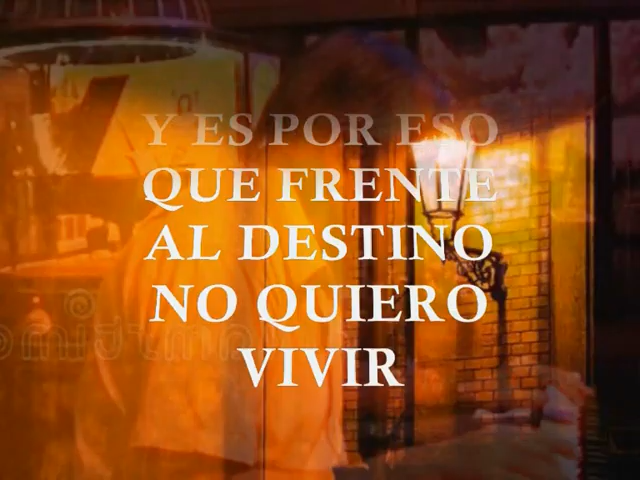 Y ES POR ESO
QUE FRENTE
AL DESTINO
NO QUIERO
VIVIR